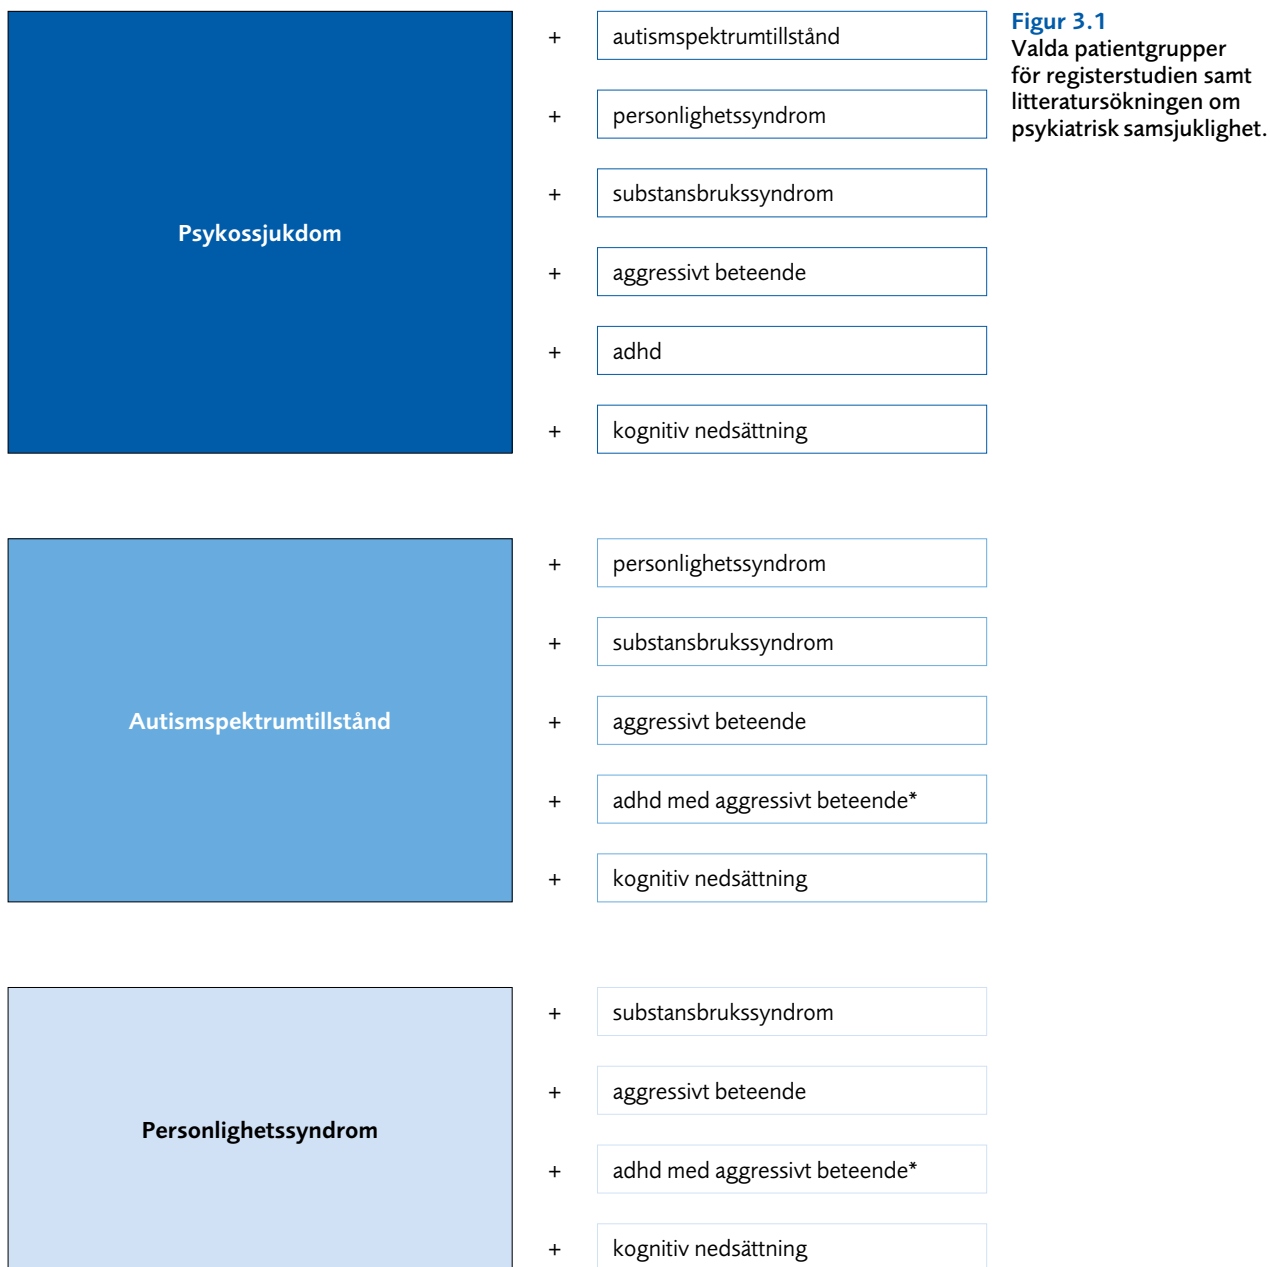 Figur 3.1
Valda patientgrupper
för registerstudien samt
litteratursökningen om
psykiatrisk samsjuklighet.
Psykossjukdom
+ autismspektrumtillstånd
+ personlighetssyndrom
+ substansbrukssyndrom
+ aggressivt beteende
+ adhd
+ kognitiv nedsättning
Autismspektrumtillstånd
+ personlighetssyndrom
+ substansbrukssyndrom
+ aggressivt beteende
+ adhd med aggressivt beteende*
+ kognitiv nedsättning
Personlighetssyndrom
+ substansbrukssyndrom
+ aggressivt beteende
+ adhd med aggressivt beteende*
+ kognitiv nedsättning